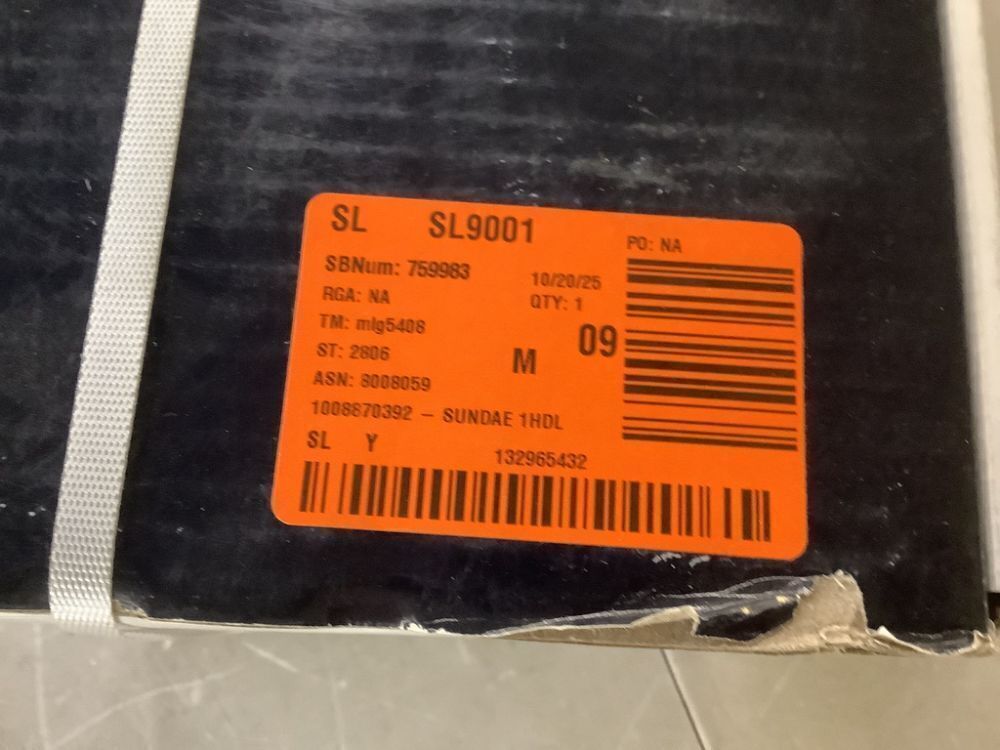 SL SL9001
PO: NA
SBNum: 759983
10/20/25
RGA: NA
QTY: 1
TM: mlg5408
09
ST: 2806
M
ASN: 8008059
1008870392 – SUNDAE 1HDL
SL Y
132965432